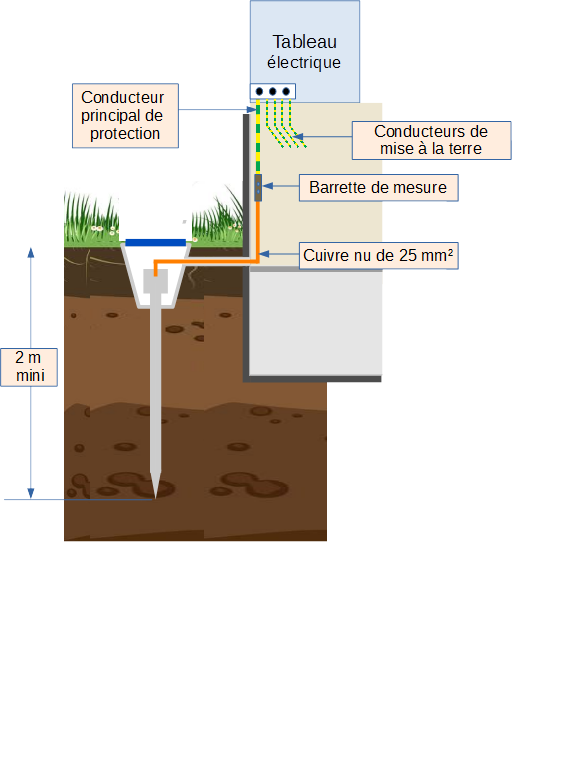 Tableau
électrique
Conducteur
principal de
protection
Conducteurs de
mise à la terre
Barrette de mesure
Cuivre nu de 25 mm²
2 m
mini